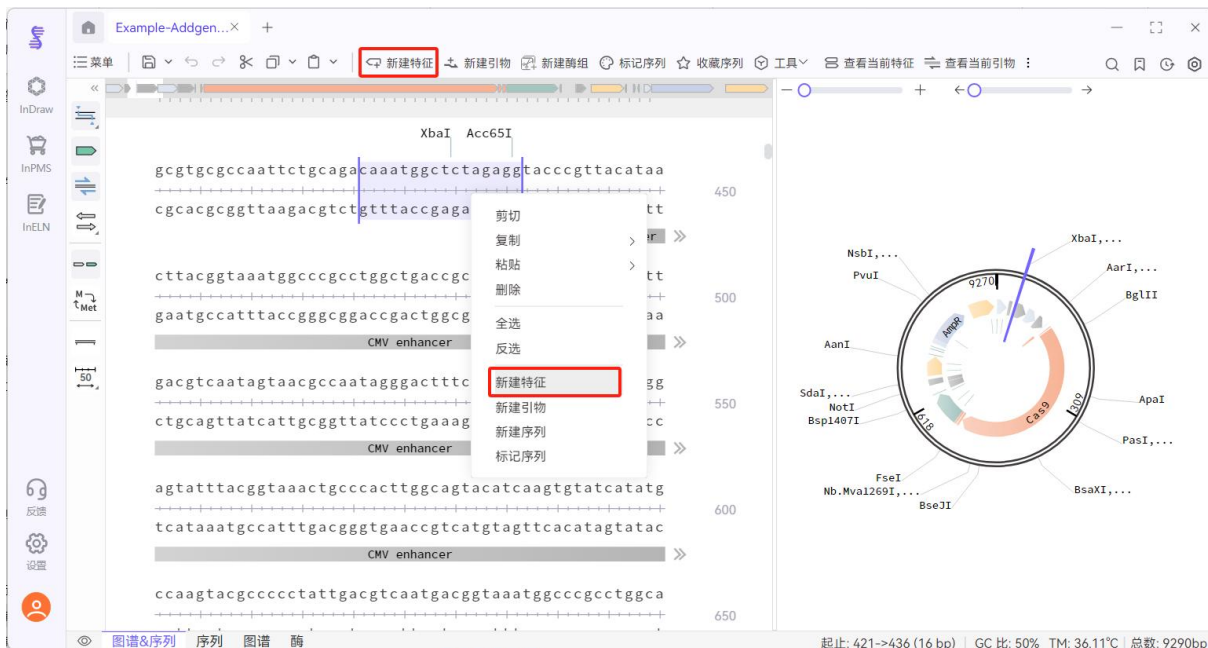 Example-Addgen...
菜单
新建特征
新建引物
新建酶组
标记序列
收藏序列
工具
查看当前特征
查看当前引物
InDraw
InPMS
InELN
反馈
设置
M
Met
50
XbaI Acc65I
gcgtgcgccaattctgcagacaaatggctctagaggtacccgttacataa
450
cgcacgcggttaagacgtctgtttaccgaga
tt
er
cttacggtaaatggcccgcctggctgaccgc
tt
500
gaatgccatttaccgggcggaccgactggcg
aa
CMV enhancer
gacgtcaatagtaacgccaatagggactttc
gg
550
ctgcagttatcattgcggttatccctgaaag
cc
CMV enhancer
agtatttacggtaaactgcccacttggcagtacatcaagtgtatcatatg
600
tcataaatgccatttgacgggtgaaccgtcatgtagttcacatagtatac
CMV enhancer
ccaagtacgccccctattgacgtcaatgacggtaaatggcccgcctggca
650
剪切
复制
粘贴
删除
全选
反选
新建特征
新建引物
新建序列
标记序列
XbaI,...
NsbI,...
AarI,...
PvuI
BglII
9270
AmpR
AanI
SdaI,...
NotI
Bsp1407I
618
Cas9
309
ApaI
PasI,...
FseI
Nb.Mva1269I,...
BseJI
BsaXI,...
图谱&序列 序列 图谱 酶
起止: 421->436 (16 bp) GC 比: 50% TM: 36.11°C 总数: 9290bp